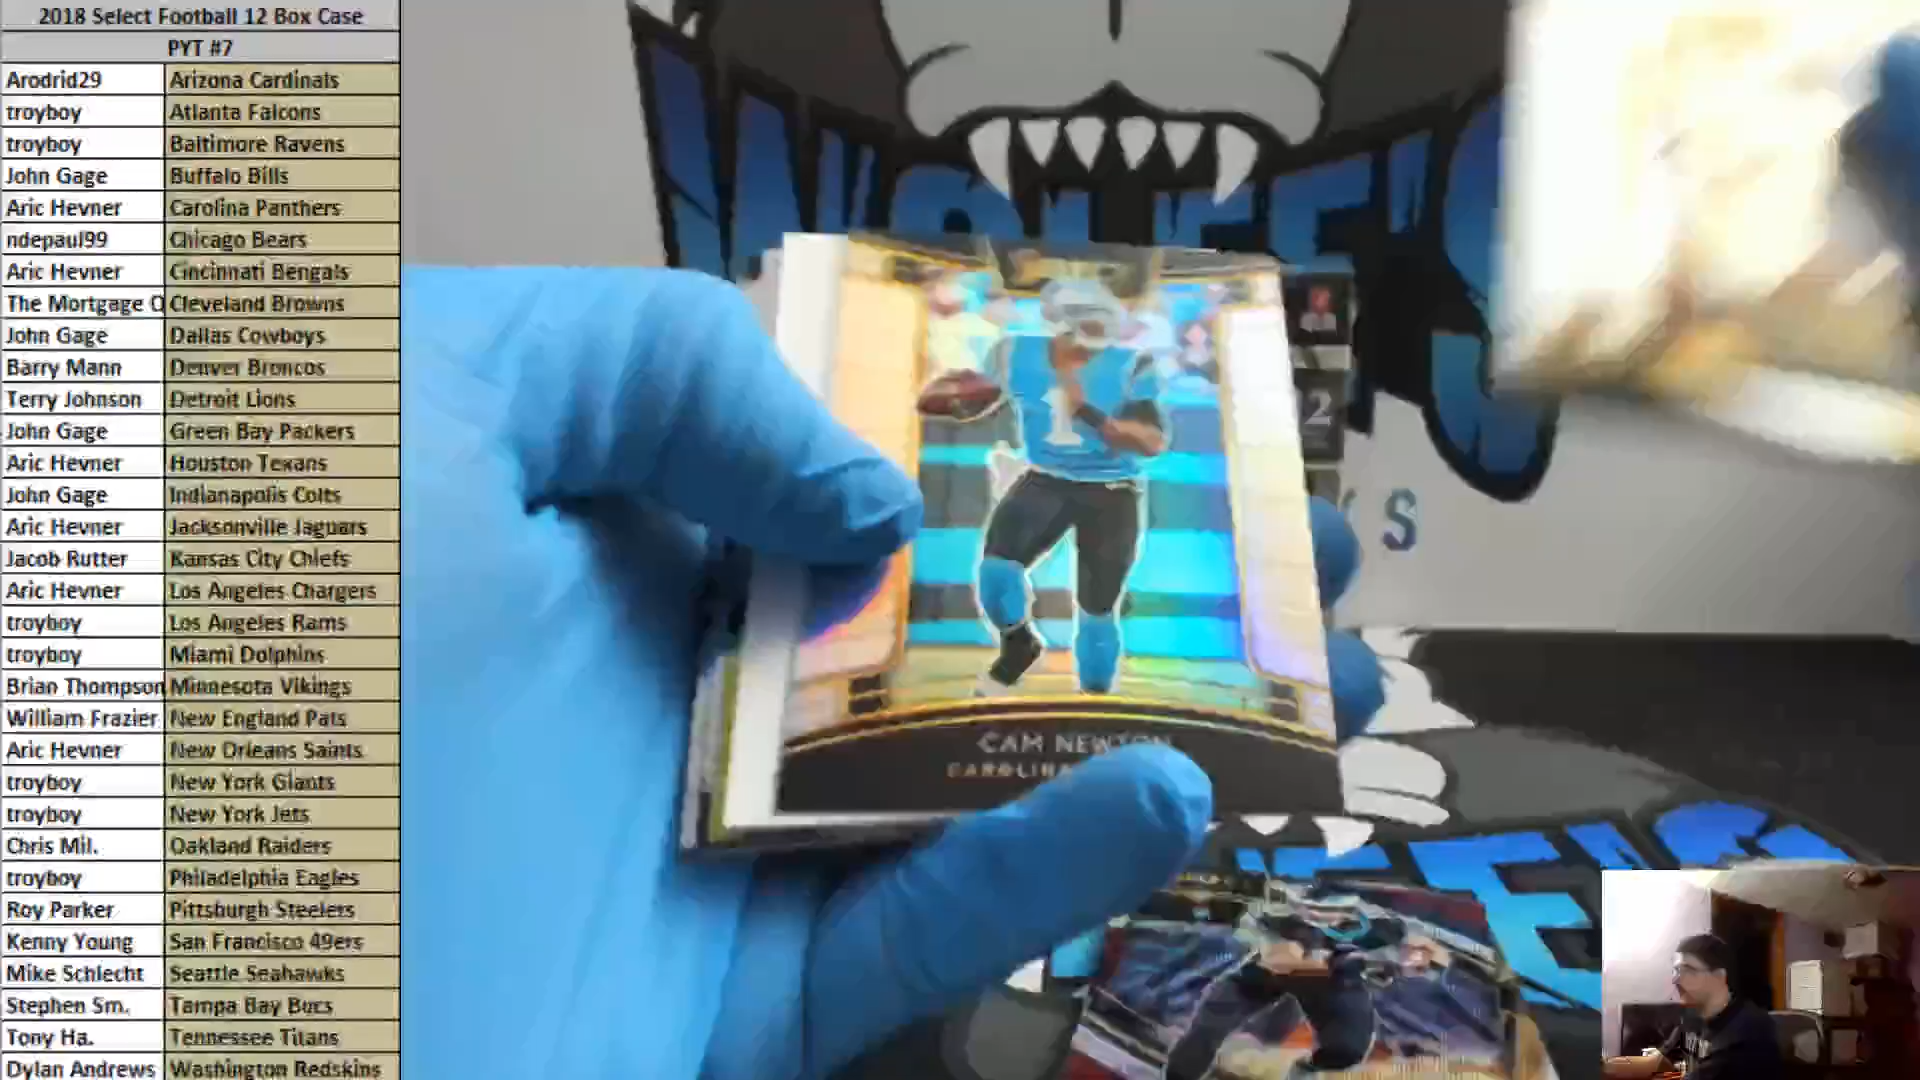 2018 Select Football 12 Box Case
PYT #7
Arodrid29 Arizona Cardinals
troyboy Atlanta Falcons
troyboy Baltimore Ravens
John Gage Buffalo Bills
Aric Hevner Carolina Panthers
ndepaul99 Chicago Bears
Aric Hevner Cincinnati Bengals
The Mortgage Cleveland Browns
John Gage Dallas Cowboys
Barry Mann Denver Broncos
Terry Johnson Detroit Lions
John Gage Green Bay Packers
Aric Hevner Houston Texans
John Gage Indianapolis Colts
Aric Hevner Jacksonville Jaguars
Jacob Rutter Kansas City Chiefs
Aric Hevner Los Angeles Chargers
troyboy Los Angeles Rams
troyboy Miami Dolphins
Brian Thompson Minnesota Vikings
William Frazier New England Pats
Aric Hevner New Orleans Saints
troyboy New York Giants
troyboy New York Jets
Chris Mil. Oakland Raiders
troyboy Philadelphia Eagles
Roy Parker Pittsburgh Steelers
Kenny Young San Francisco 49ers
Mike Schlecht Seattle Seahawks
Stephen Sm. Tampa Bay Bucs
Tony Ha. Tennessee Titans
Dylan Andrews Washington Redskins
1
2
CAM NEWTON
CAROLINA